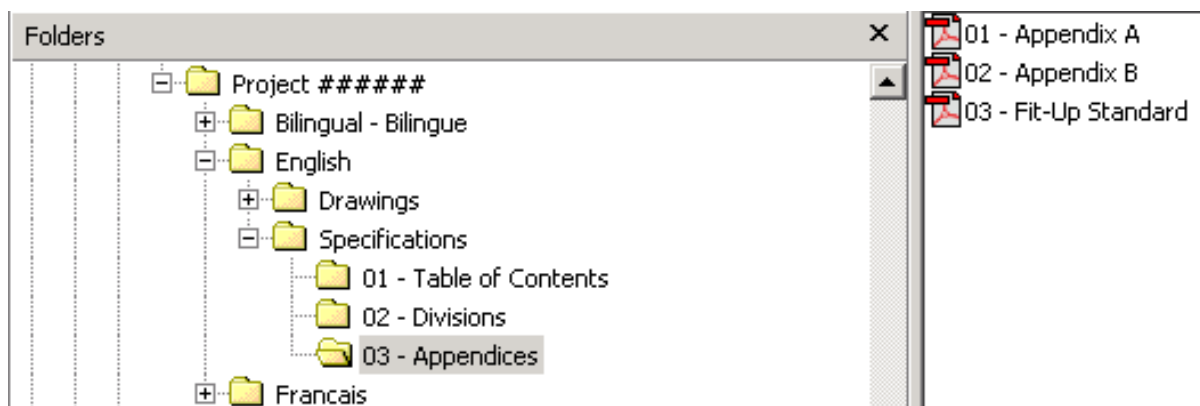 Folders
Project ######
Bilingual - Bilingue
English
Drawings
Specifications
01 - Table of Contents
02 - Divisions
03 - Appendices
Francais
01 - Appendix A
02 - Appendix B
03 - Fit-Up Standard